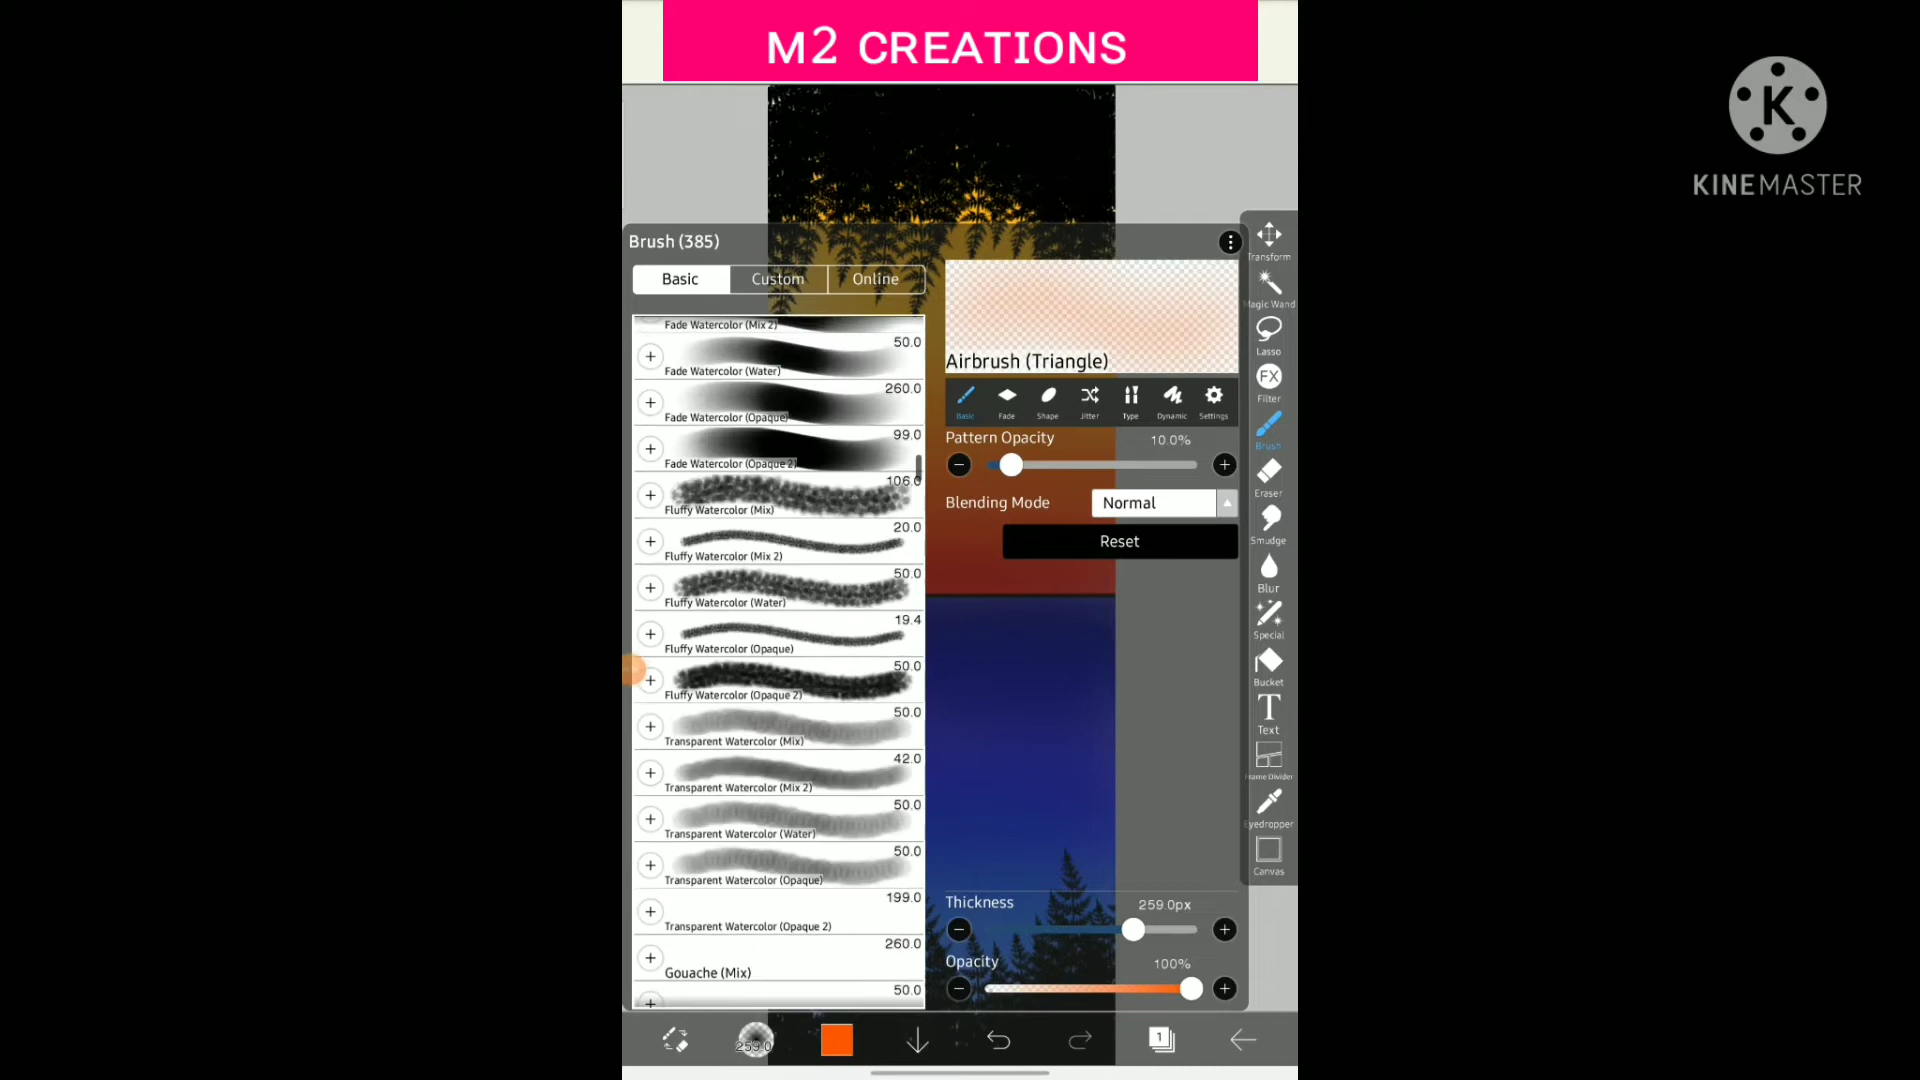 M2 CREATIONS
K
KINEMASTER
Brush (385)
Basic
Custom
Online
Fade Watercolor (Mix 2)
50.0
Fade Watercolor (Water)
260.0
Fade Watercolor (Opaque)
99.0
Fade Watercolor (Opaque 2)
106.0
Fluffy Watercolor (Mix)
20.0
Fluffy Watercolor (Mix 2)
50.0
Fluffy Watercolor (Water)
19.4
Fluffy Watercolor (Opaque)
50.0
Fluffy Watercolor (Opaque 2)
50.0
Transparent Watercolor (Mix)
42.0
Transparent Watercolor (Mix 2)
50.0
Transparent Watercolor (Water)
50.0
Transparent Watercolor (Opaque)
199.0
Transparent Watercolor (Opaque 2)
260.0
Gouache (Mix)
50.0
Airbrush (Triangle)
Basic
Fade
Shape
Jitter
Type
Dynamic
Settings
Pattern Opacity
10.0%
Blending Mode
Normal
Reset
Thickness
259.0px
Opacity
100%
Transform
Magic Wand
Lasso
FX
Filter
Brush
Eraser
Smudge
Blur
Special
Bucket
T
Text
Frame Divider
Eyedropper
Canvas
259.0
1